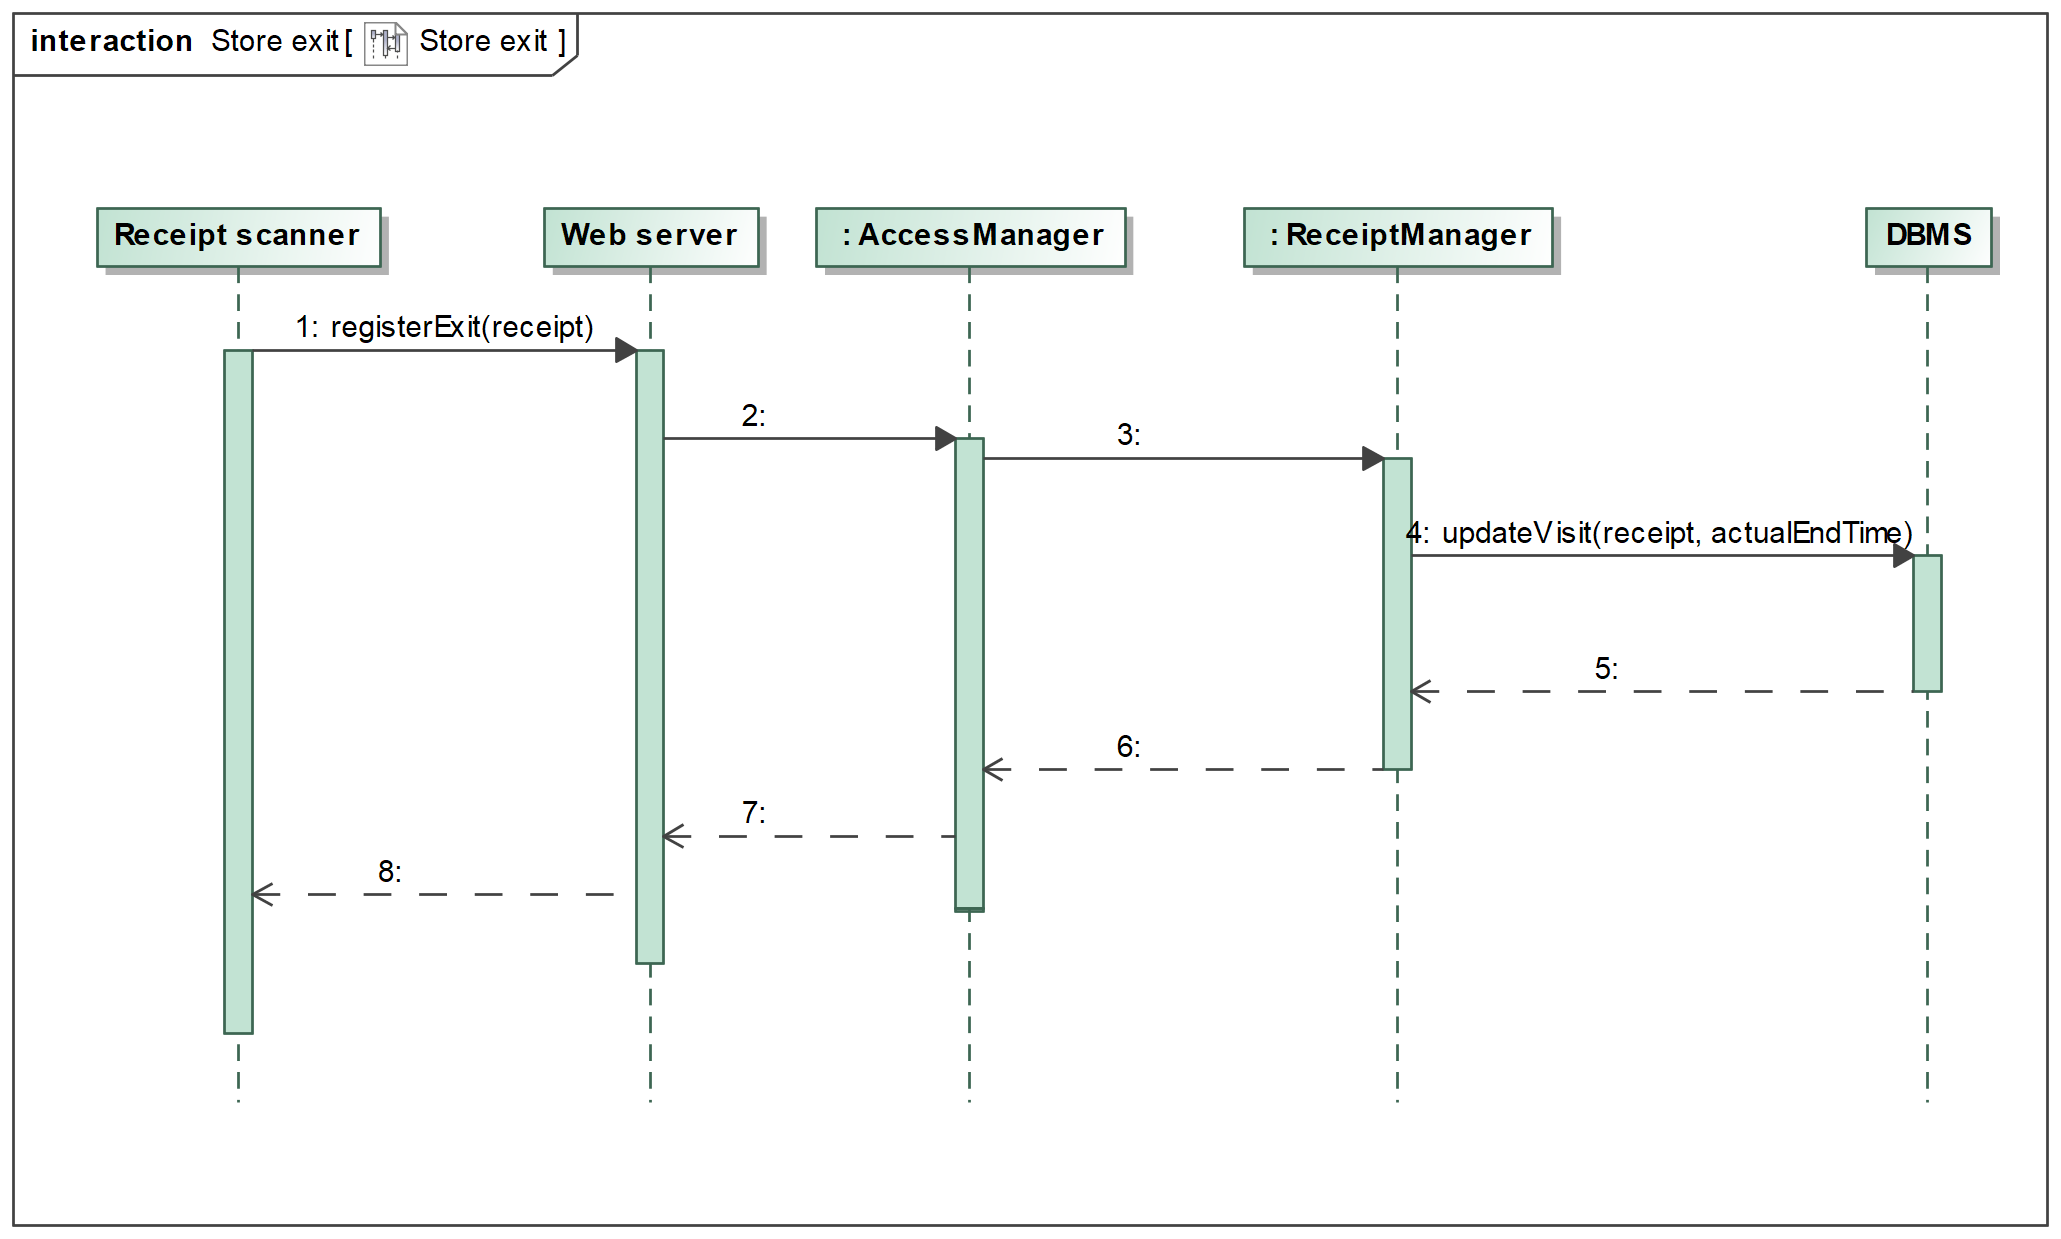 interaction Store exit [ Store exit ]
Receipt scanner
Web server
: AccessManager
: ReceiptManager
DBMS
1: registerExit(receipt)
2:
3:
4: updateVisit(receipt, actualEndTime)
5:
6:
7:
8: